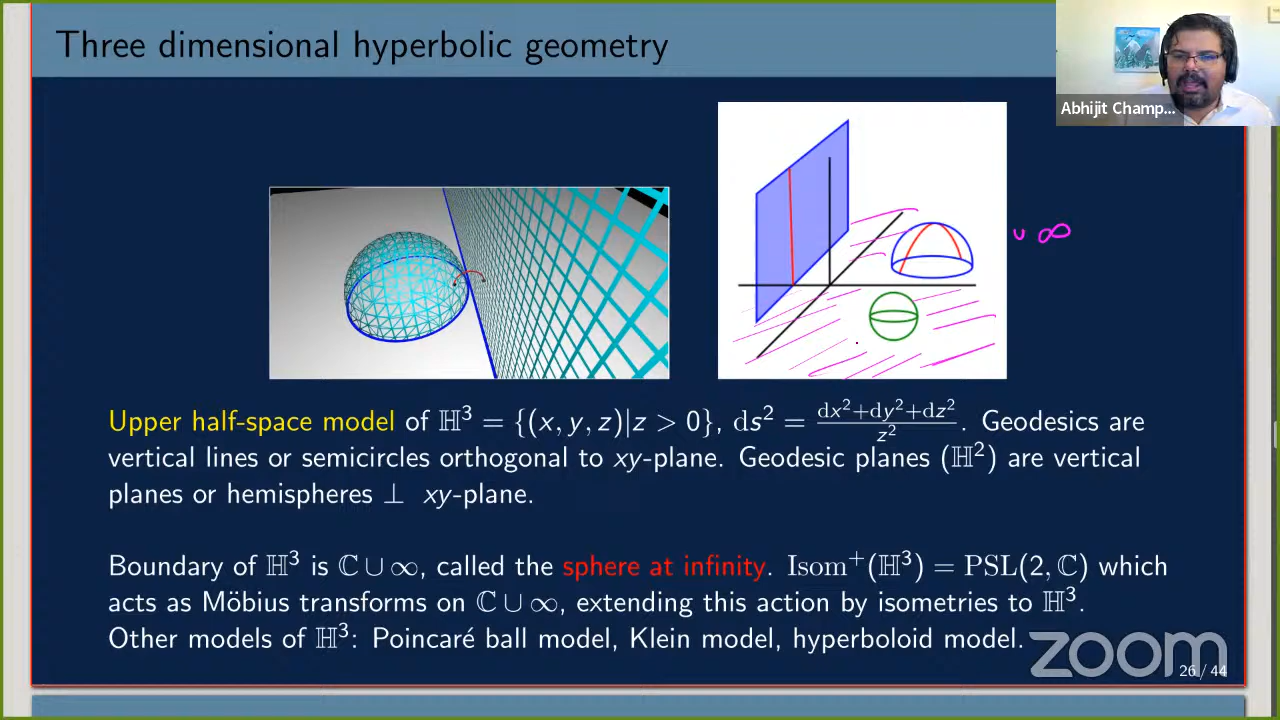 Three dimensional hyperbolic geometry
Abhijit Champ...
∪ ∞
Upper half-space model of ℍ³ = {(x, y, z)|z > 0}, ds² = dx²+dy²+dz² / z². Geodesics are
vertical lines or semicircles orthogonal to xy-plane. Geodesic planes (ℍ²) are vertical
planes or hemispheres ⊥ xy-plane.
Boundary of ℍ³ is ℂ ∪ ∞, called the sphere at infinity. Isom⁺(ℍ³) = PSL(2, ℂ) which
acts as Möbius transforms on ℂ ∪ ∞, extending this action by isometries to ℍ³.
Other models of ℍ³: Poincaré ball model, Klein model, hyperboloid model.
zoom
26 / 44